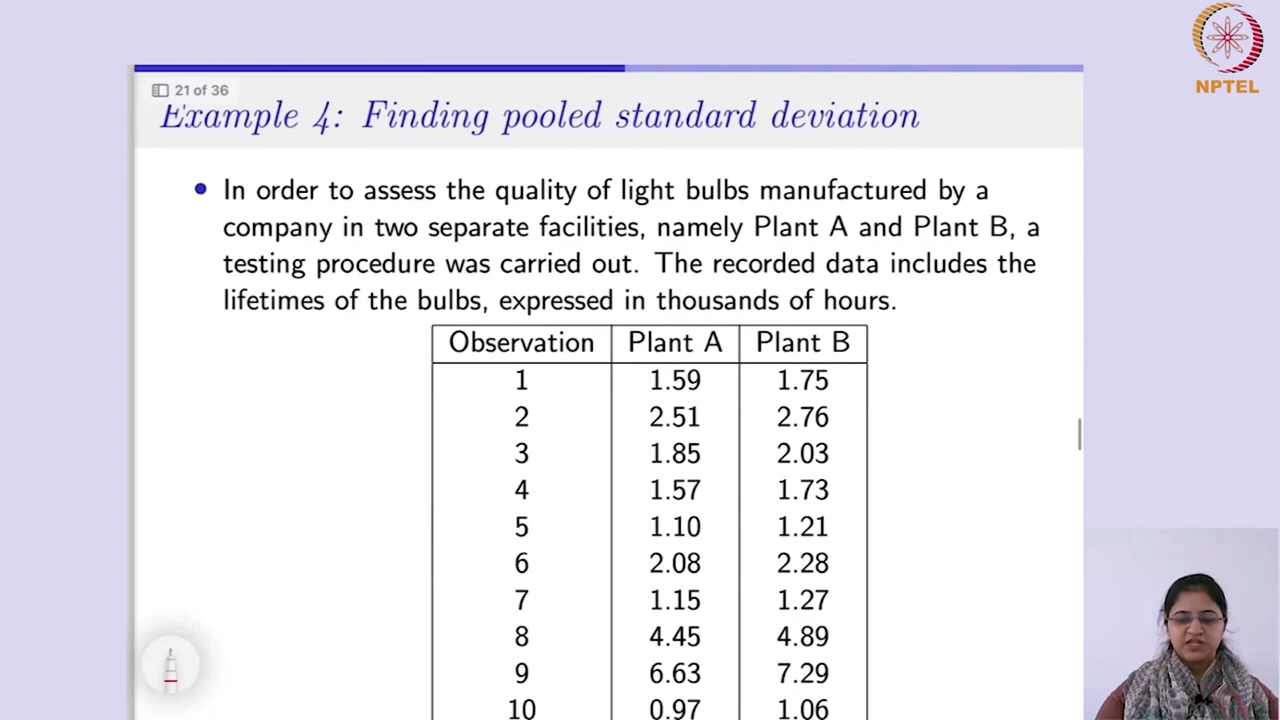 NPTEL
21 of 36
Example 4: Finding pooled standard deviation
In order to assess the quality of light bulbs manufactured by a
company in two separate facilities, namely Plant A and Plant B, a
testing procedure was carried out. The recorded data includes the
lifetimes of the bulbs, expressed in thousands of hours.
Observation Plant A Plant B
1 1.59 1.75
2 2.51 2.76
3 1.85 2.03
4 1.57 1.73
5 1.10 1.21
6 2.08 2.28
7 1.15 1.27
8 4.45 4.89
9 6.63 7.29
10 0.97 1.06